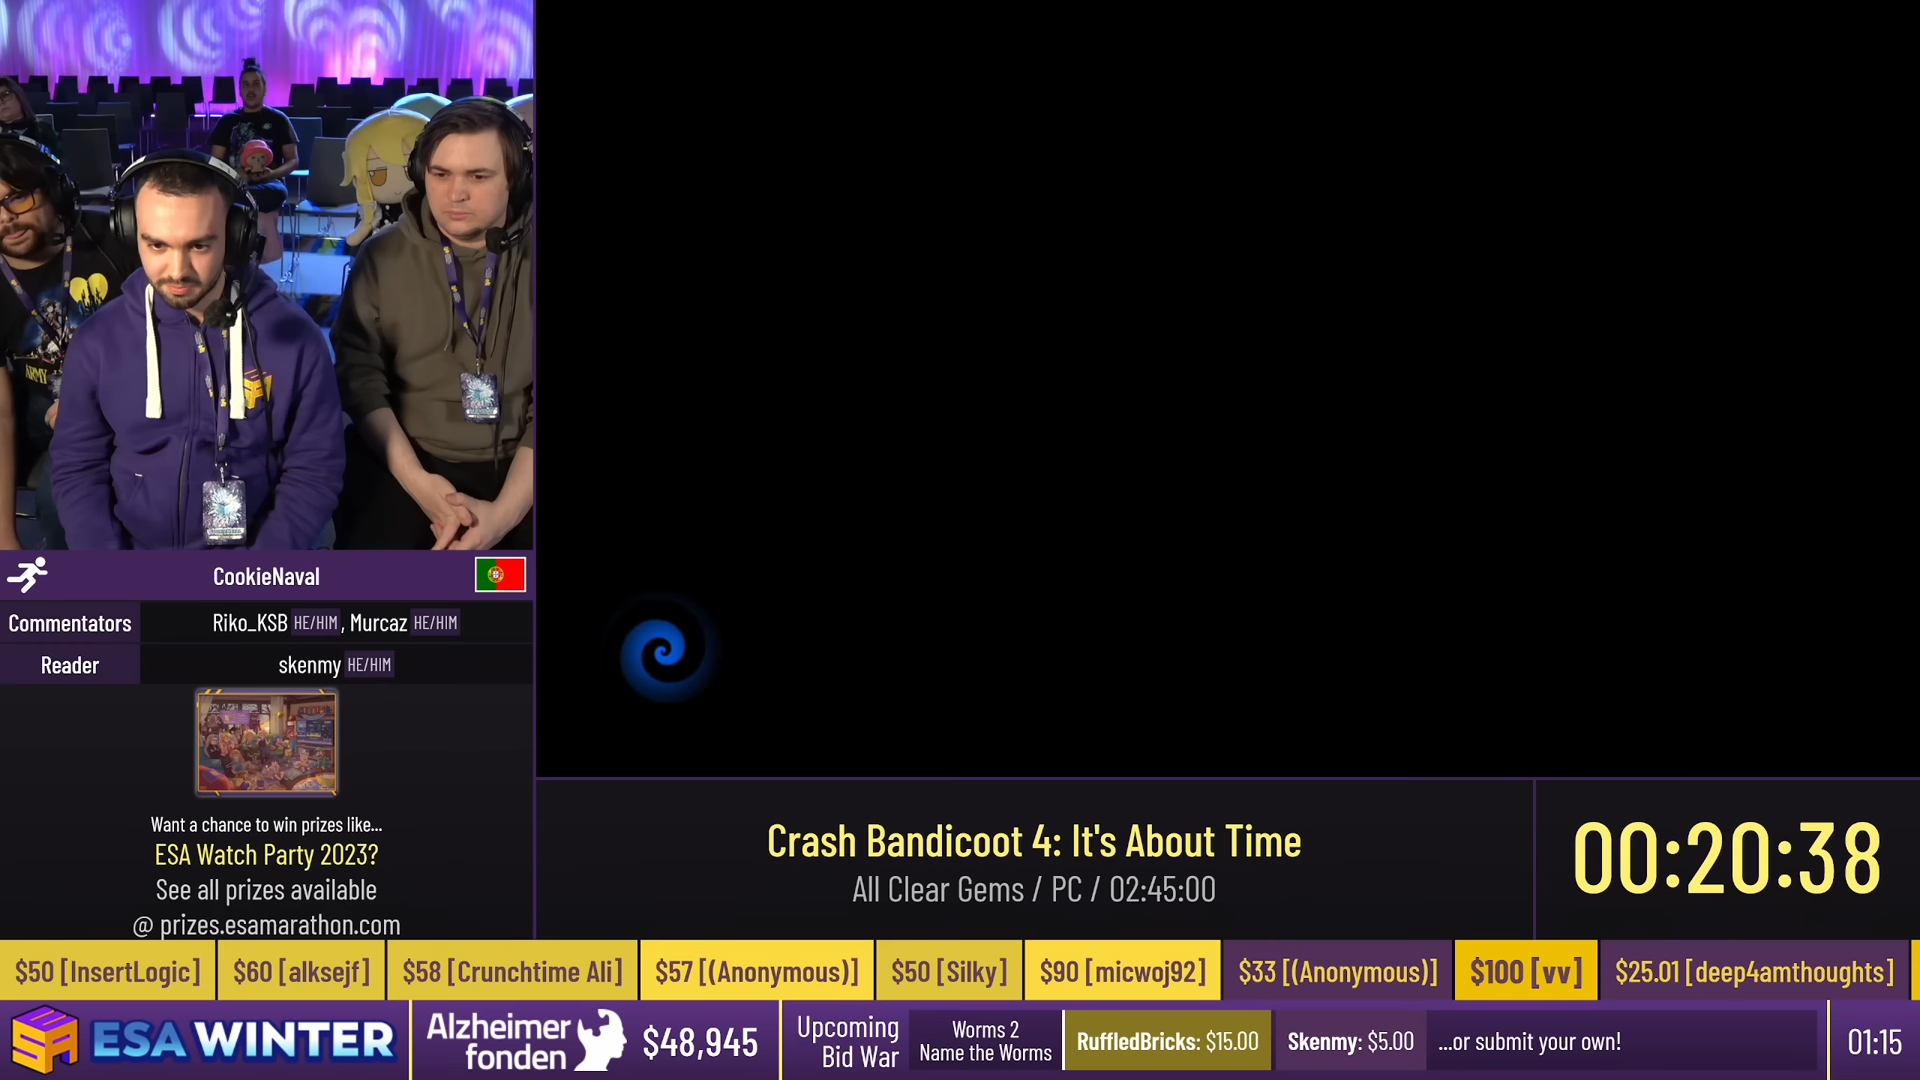 ARMY
CookieNaval
Commentators
Riko_KSB HE/HIM, Murcaz HE/HIM
Reader
skenmy HE/HIM
Want a chance to win prizes like...
ESA Watch Party 2023?
See all prizes available
@ prizes.esamarathon.com
Crash Bandicoot 4: It's About Time
All Clear Gems / PC / 02:45:00
00:20:38
$50 [InsertLogic]
$60 [alksejf]
$58 [Crunchtime Ali]
$57 [(Anonymous)]
$50 [Silky]
$90 [micwoj92]
$33 [(Anonymous)]
$100 [vv]
$25.01 [deep4amthoughts]
ESA WINTER
Alzheimer
fonden
$48,945
Upcoming
Bid War
Worms 2
Name the Worms
RuffledBricks: $15.00
Skenmy: $5.00
...or submit your own!
01:15